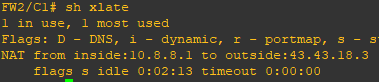 FW2/C1# sh xlate
1 in use, 1 most used
Flags: D - DNS, i - dynamic, r - portmap, s - s
NAT from inside:10.8.8.1 to outside:43.43.18.3
flags s idle 0:02:13 timeout 0:00:00